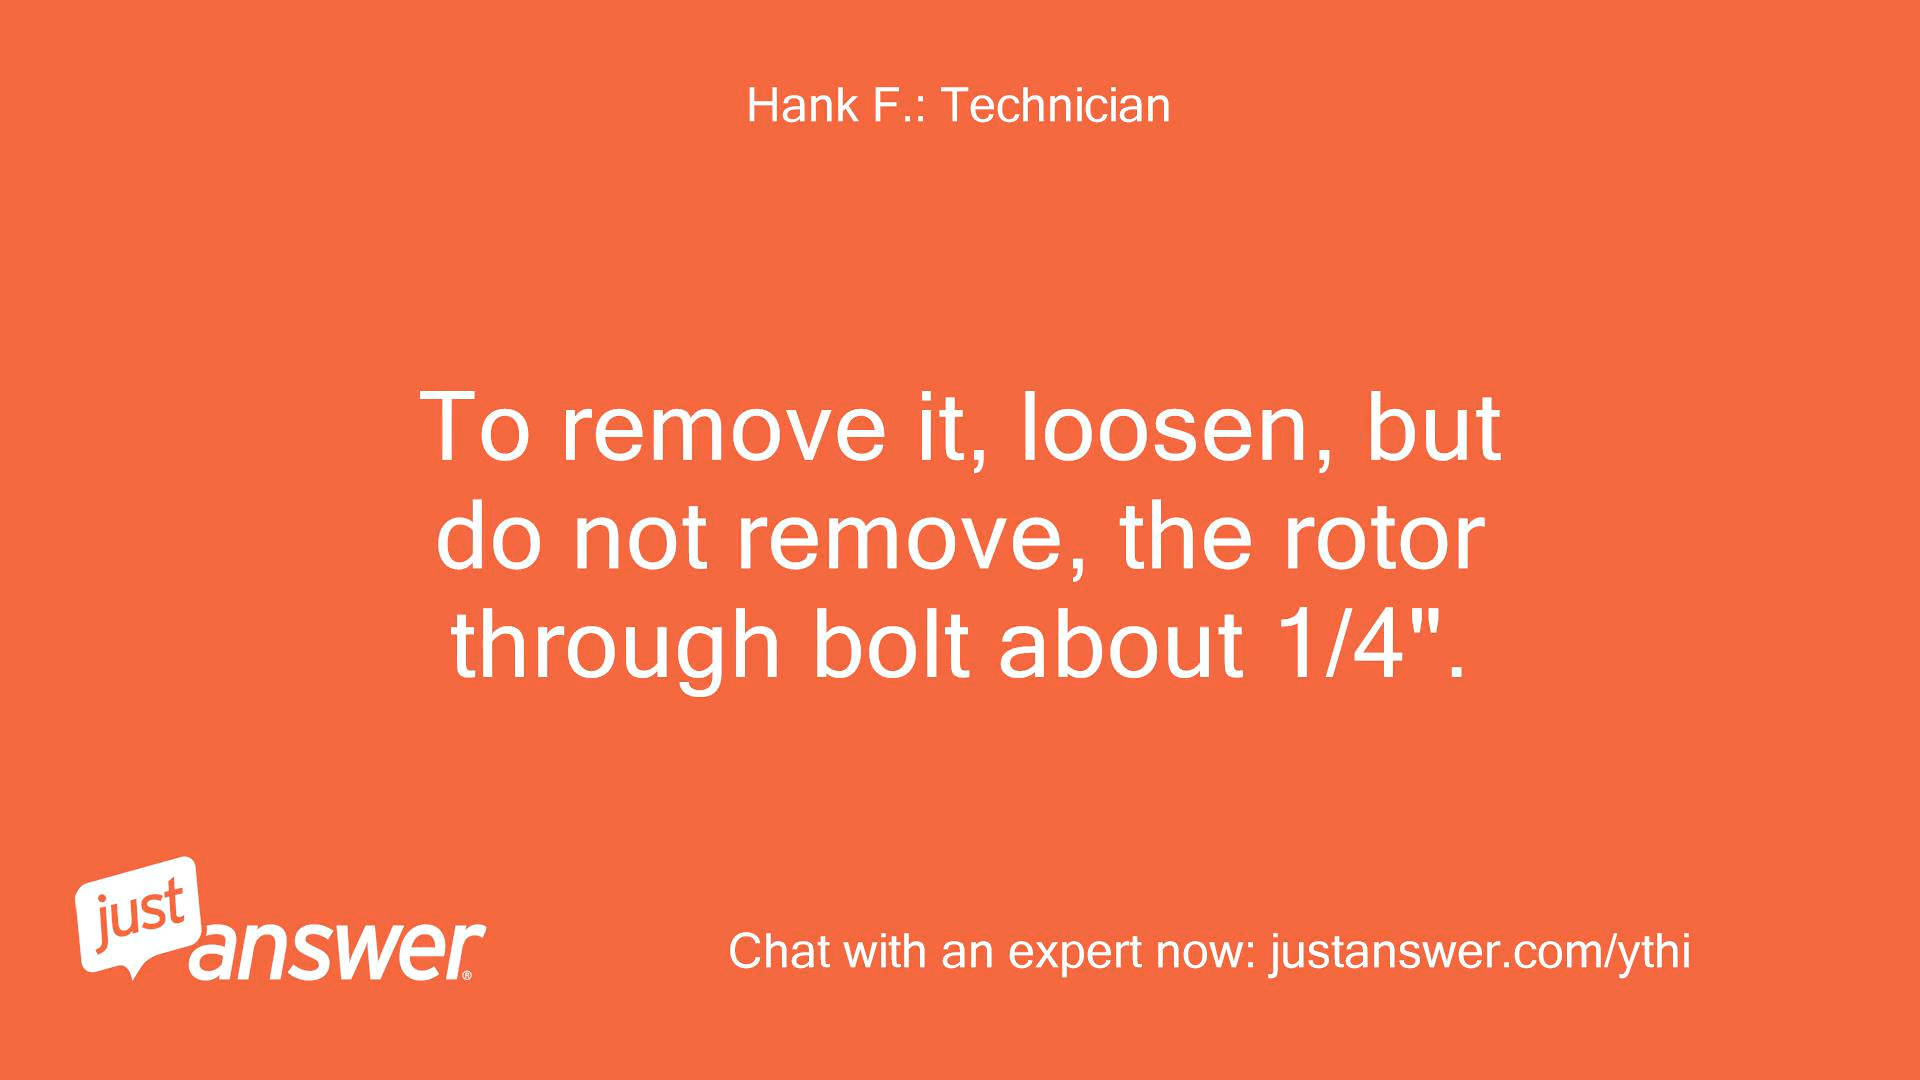 Hank F.: Technician
To remove it, loosen, but
do not remove, the rotor
through bolt about 1/4".
just
answer®
Chat with an expert now: justanswer.com/ythi